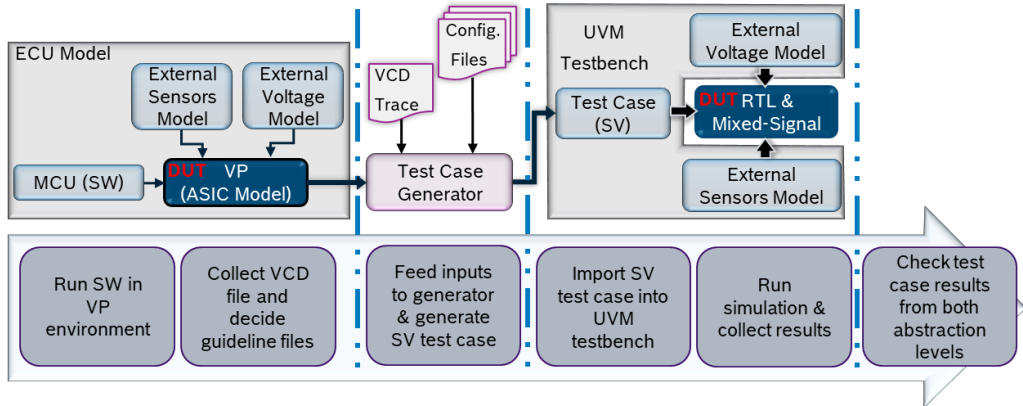 ECU Model
External
Sensors
Model
External
Voltage
Model
MCU (SW)
DUT VP
(ASIC Model)
VCD
Trace
Config.
Files
Test Case
Generator
UVM
Testbench
External
Voltage Model
Test Case
(SV)
DUT RTL &
Mixed-Signal
External
Sensors Model
Run SW in
VP
environment
Collect VCD
file and
decide
guideline files
Feed inputs
to generator
& generate
SV test case
Import SV
test case into
UVM
testbench
Run
simulation &
collect results
Check test
case results
from both
abstraction
levels